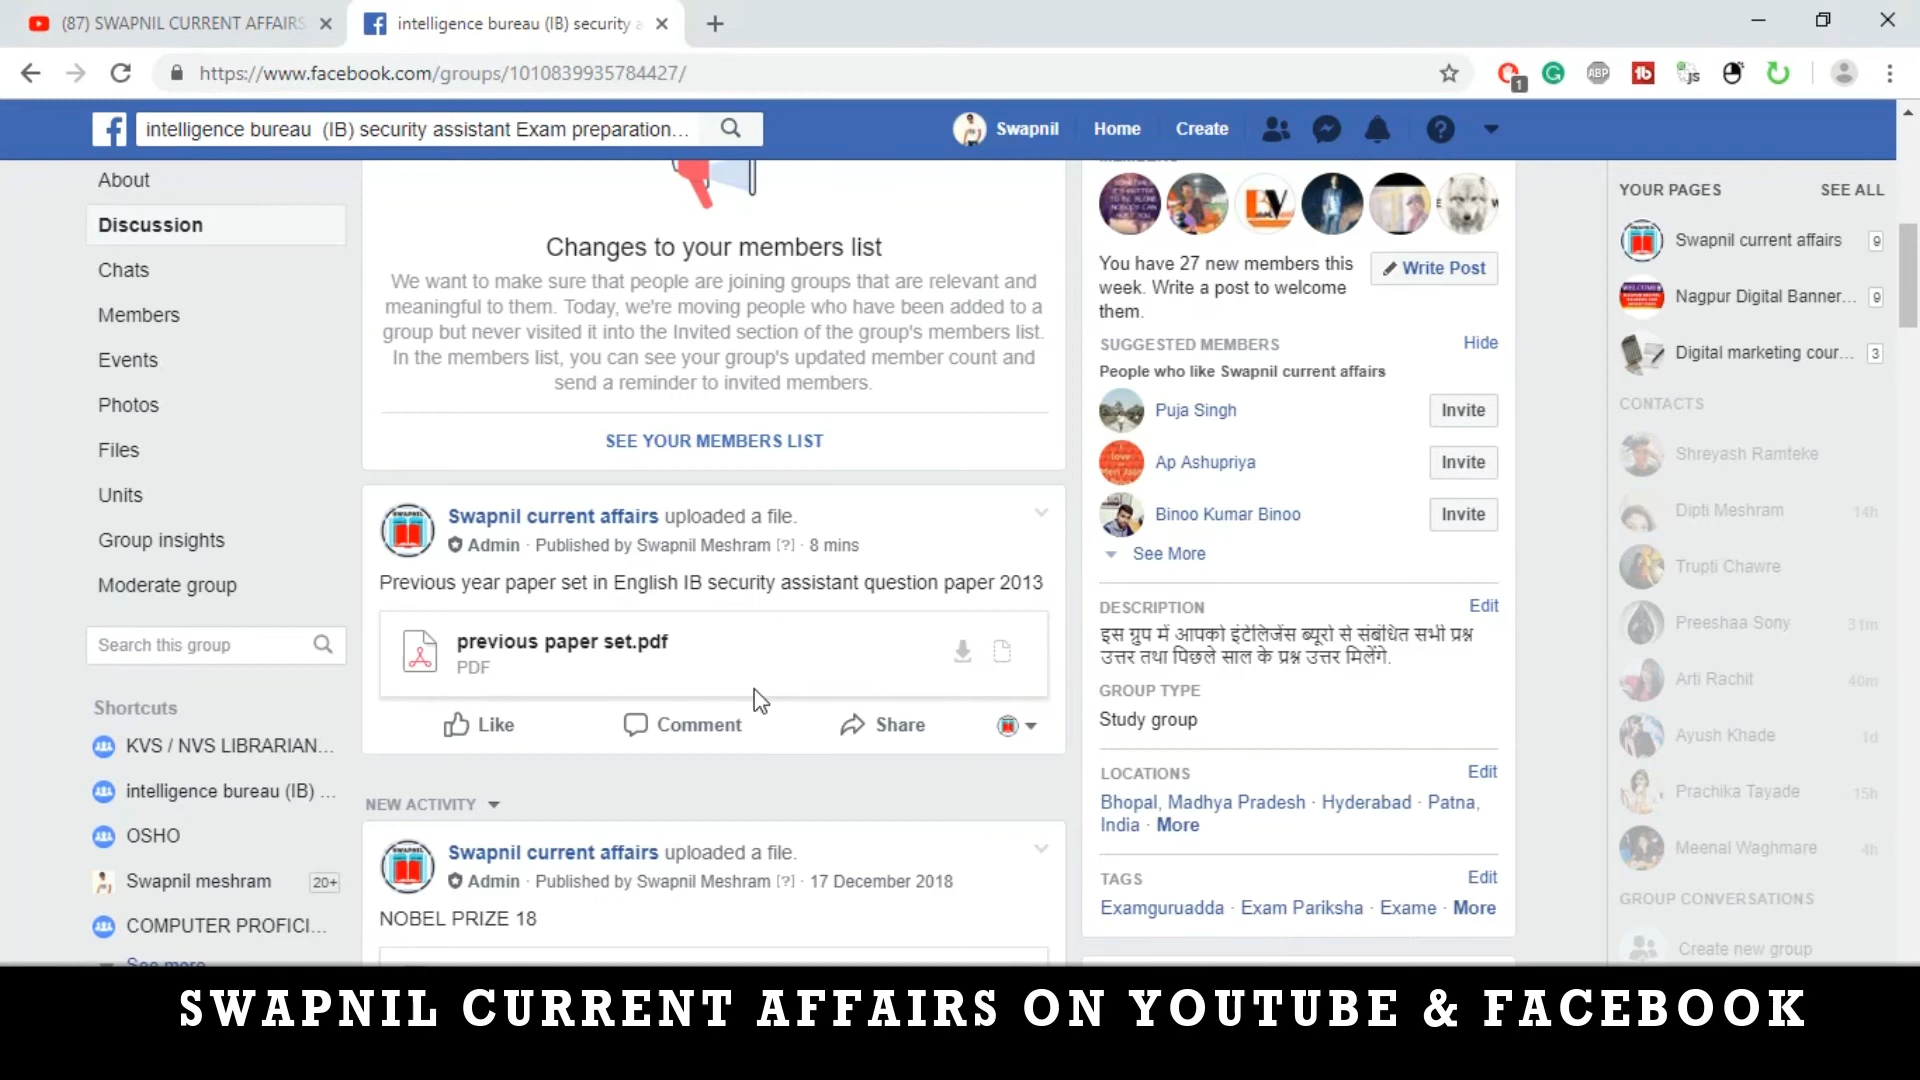 (87) SWAPNIL CURRENT AFFAIRS
intelligence bureau (IB) security a
https://www.facebook.com/groups/1010839935784427/
1
ABP
js
intelligence bureau (IB) security assistant Exam preparation...
Swapnil
Home
Create
About
Discussion
Chats
Members
Events
Photos
Files
Units
Group insights
Moderate group
Search this group
Shortcuts
KVS / NVS LIBRARIAN...
intelligence bureau (IB) ...
OSHO
Swapnil meshram 20+
COMPUTER PROFICI...
See more
Changes to your members list
We want to make sure that people are joining groups that are relevant and
meaningful to them. Today, we're moving people who have been added to a
group but never visited it into the Invited section of the group's members list.
In the members list, you can see your group's updated member count and
send a reminder to invited members.
SEE YOUR MEMBERS LIST
Swapnil current affairs uploaded a file.
Admin · Published by Swapnil Meshram [?] · 8 mins
Previous year paper set in English IB security assistant question paper 2013
previous paper set.pdf
PDF
Like
Comment
Share
NEW ACTIVITY
Swapnil current affairs uploaded a file.
Admin · Published by Swapnil Meshram [?] · 17 December 2018
NOBEL PRIZE 18
MEMBERS
You have 27 new members this
week. Write a post to welcome
them.
Write Post
SUGGESTED MEMBERS
Hide
People who like Swapnil current affairs
Puja Singh
Invite
Ap Ashupriya
Invite
Binoo Kumar Binoo
Invite
See More
DESCRIPTION
Edit
इस ग्रुप में आपको इंटेलिजेंस ब्यूरो से संबंधित सभी प्रश्न
उत्तर तथा पिछले साल के प्रश्न उत्तर मिलेंगे.
GROUP TYPE
Study group
LOCATIONS
Edit
Bhopal, Madhya Pradesh · Hyderabad · Patna,
India · More
TAGS
Edit
Examguruadda · Exam Pariksha · Exame · More
YOUR PAGES
SEE ALL
Swapnil current affairs 9
Nagpur Digital Banner... 9
Digital marketing cour... 3
CONTACTS
Shreyash Ramteke
Dipti Meshram 14h
Trupti Chawre
Preeshaa Sony 31m
Arti Rachit 40m
Ayush Khade 1d
Prachika Tayade 15h
Meenal Waghmare 4h
GROUP CONVERSATIONS
Create new group
SWAPNIL CURRENT AFFAIRS ON YOUTUBE & FACEBOOK